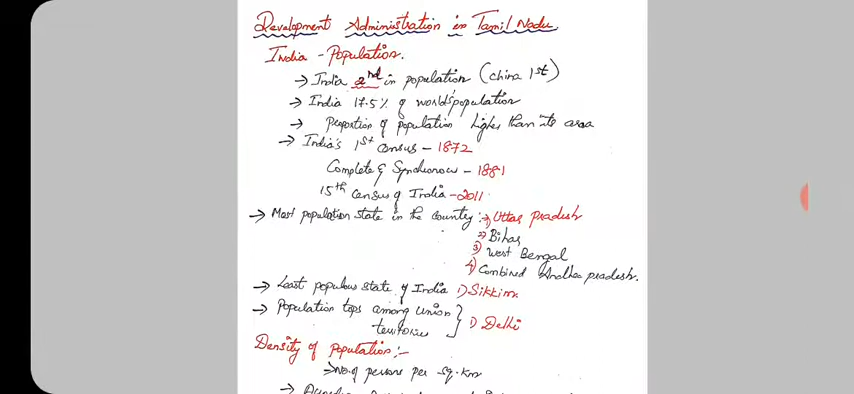 Development Administration in Tamil Nadu
India - Population.
→ India 2nd in population (china 1st)
→ India 17.5% of world's population
→ Proportion of population higher than its area
→ India's 1st census - 1872
Complete & Synchronous - 1881
15th Census of India - 2011
→ Most population state in the country :→ 1) Uttar Pradesh
2) Bihar
3) West Bengal
4) Combined Andhra pradesh.
→ Least populous state of India 1) Sikkim.
→ Population tops among union
territories } 1) Delhi
Density of population:-
→ No. of persons per sq.km